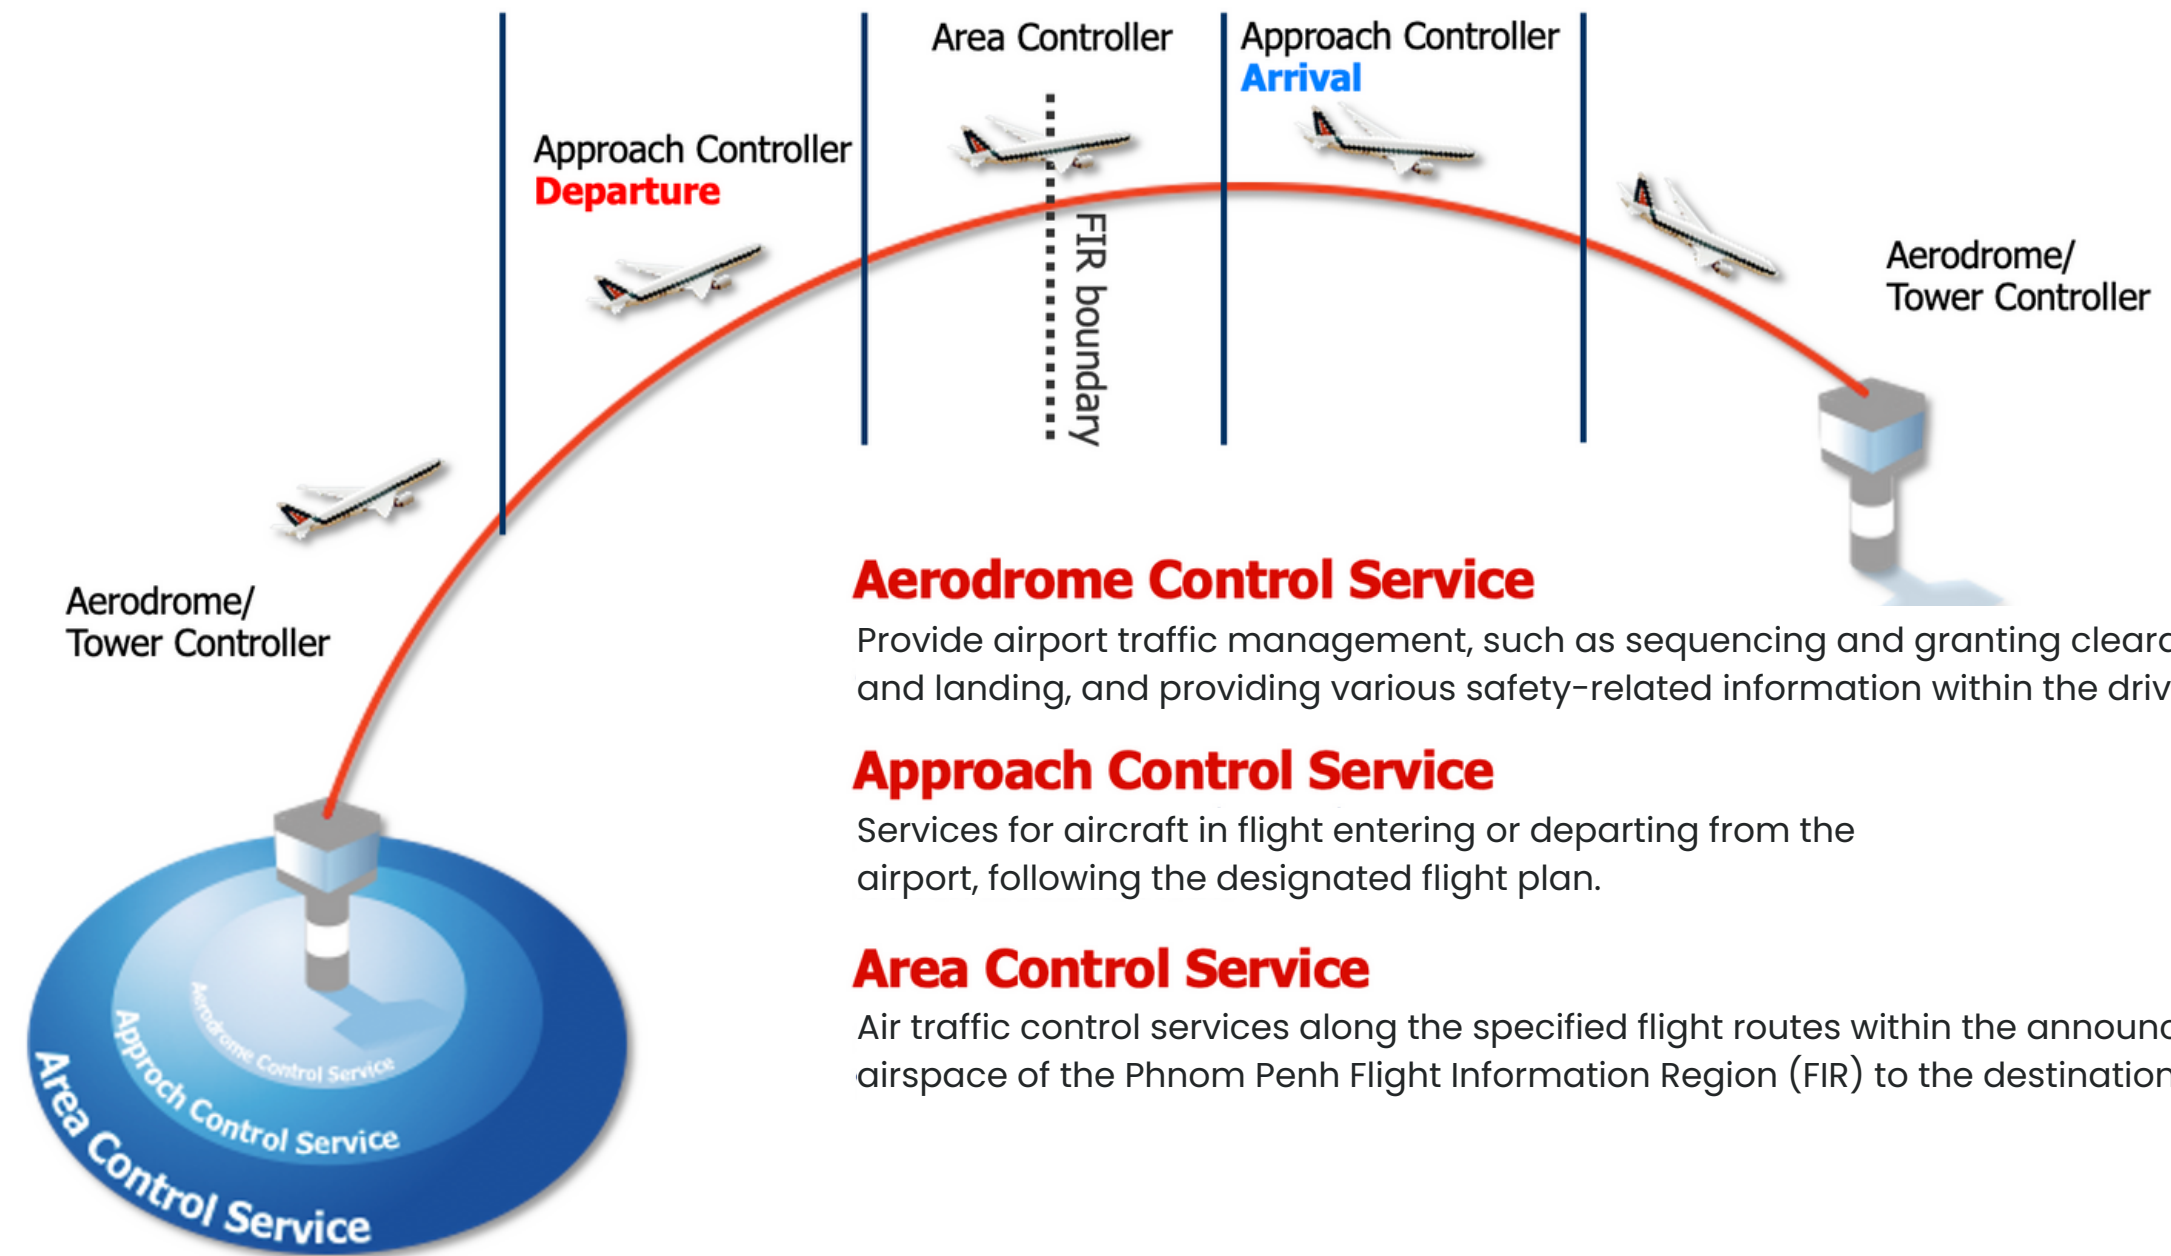 Area Controller
Approach Controller
Arrival
Approach Controller
Departure
FIR boundary
Aerodrome/
Tower Controller
Aerodrome/
Tower Controller
Aerodrome Control Service
Provide airport traffic management, such as sequencing and granting
and landing, and providing various safety-related information within the
Approach Control Service
Services for aircraft in flight entering or departing from the
airport, following the designated flight plan.
Area Control Service
Air traffic control services along the specified flight routes within the
airspace of the Phnom Penh Flight Information Region (FIR) to the destination
Aerodrome Control Service
Approch Control Service
Area Control Service